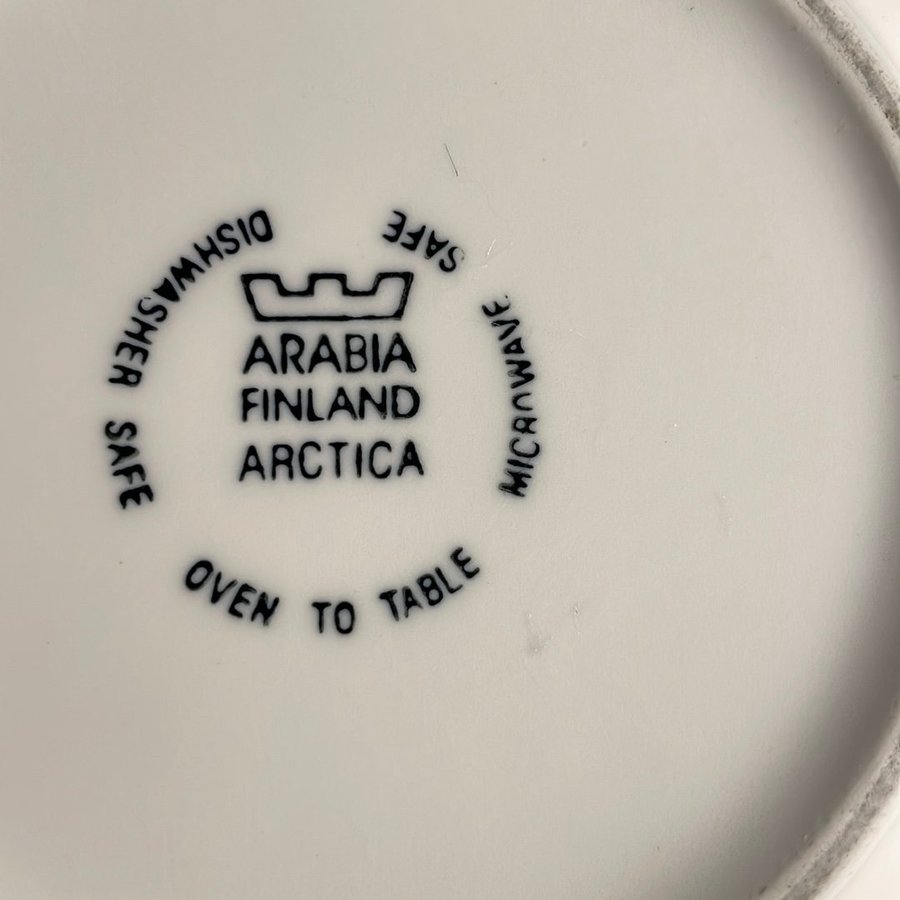 ARABIA
FINLAND
ARCTICA
DISHWASHER SAFE
OVEN TO TABLE
MICROWAVE SAFE